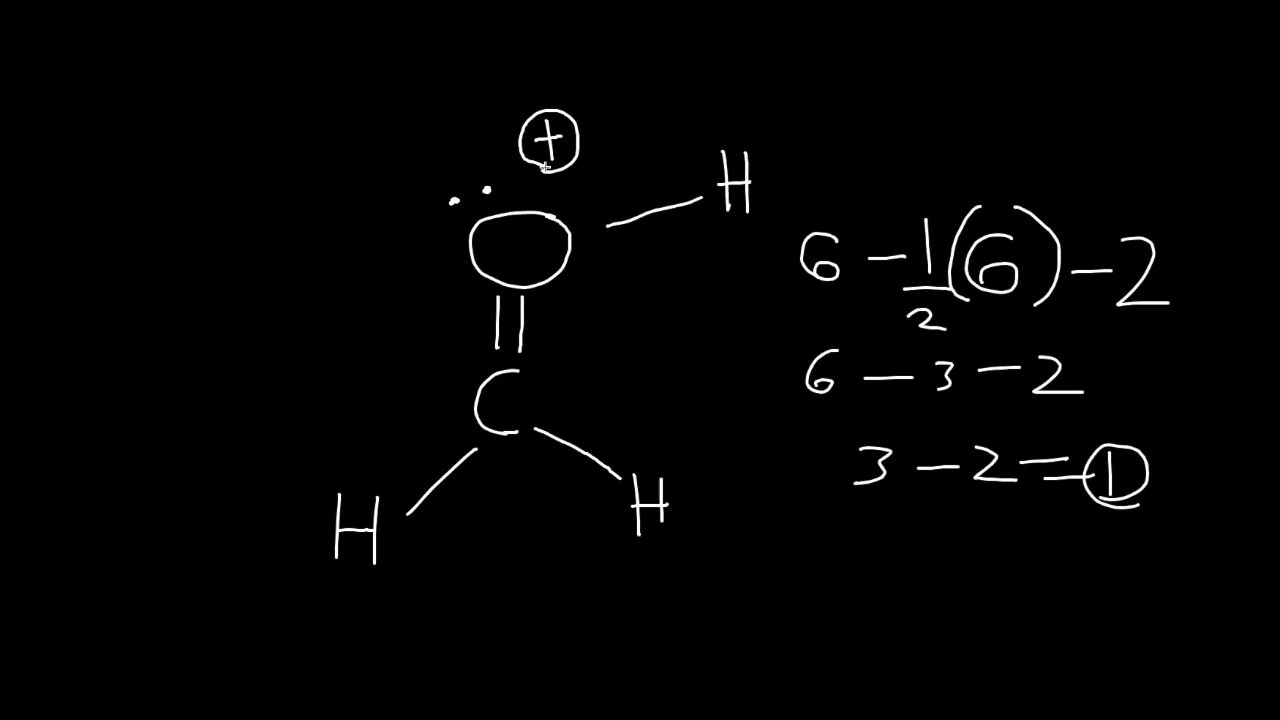 +
H
O
C
H
H
6 - 1/2 (6) - 2
6 - 3 - 2
3 - 2 = 1